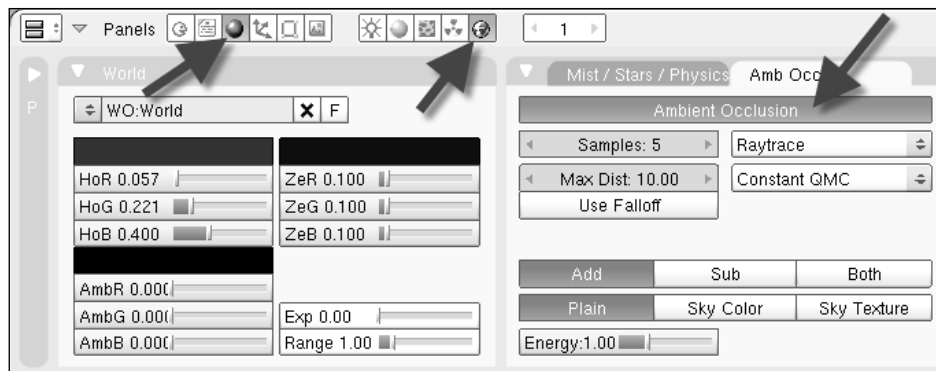 Panels
1
World
Mist / Stars / Physics
Amb Occ
P
WO:World
F
Ambient Occlusion
Samples: 5
Raytrace
Max Dist: 10.00
Constant QMC
Use Falloff
HoR 0.057
ZeR 0.100
HoG 0.221
ZeG 0.100
HoB 0.400
ZeB 0.100
Add
Sub
Both
AmbR 0.000
Plain
Sky Color
Sky Texture
AmbG 0.000
Exp 0.00
AmbB 0.000
Range 1.00
Energy:1.00